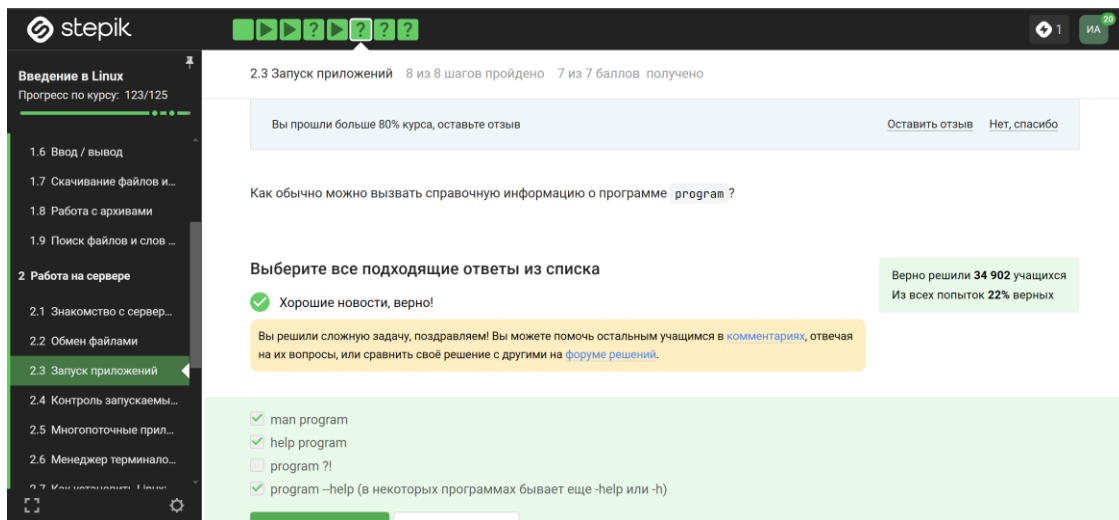 stepik
1
ИА
20
Введение в Linux
Прогресс по курсу: 123/125
1.6 Ввод / вывод
1.7 Скачивание файлов и...
1.8 Работа с архивами
1.9 Поиск файлов и слов ...
2 Работа на сервере
2.1 Знакомство с сервер...
2.2 Обмен файлами
2.3 Запуск приложений
2.4 Контроль запускаемы...
2.5 Многопоточные прил...
2.6 Менеджер терминало...
2.7 Как установить Linux:
2.3 Запуск приложений 8 из 8 шагов пройдено 7 из 7 баллов получено
Вы прошли больше 80% курса, оставьте отзыв
Оставить отзыв Нет, спасибо
Как обычно можно вызвать справочную информацию о программе program ?
Выберите все подходящие ответы из списка
Верно решили 34 902 учащихся
Из всех попыток 22% верных
Хорошие новости, верно!
Вы решили сложную задачу, поздравляем! Вы можете помочь остальным учащимся в комментариях, отвечая
на их вопросы, или сравнить своё решение с другими на форуме решений.
man program
help program
program ?!
program --help (в некоторых программах бывает еще -help или -h)